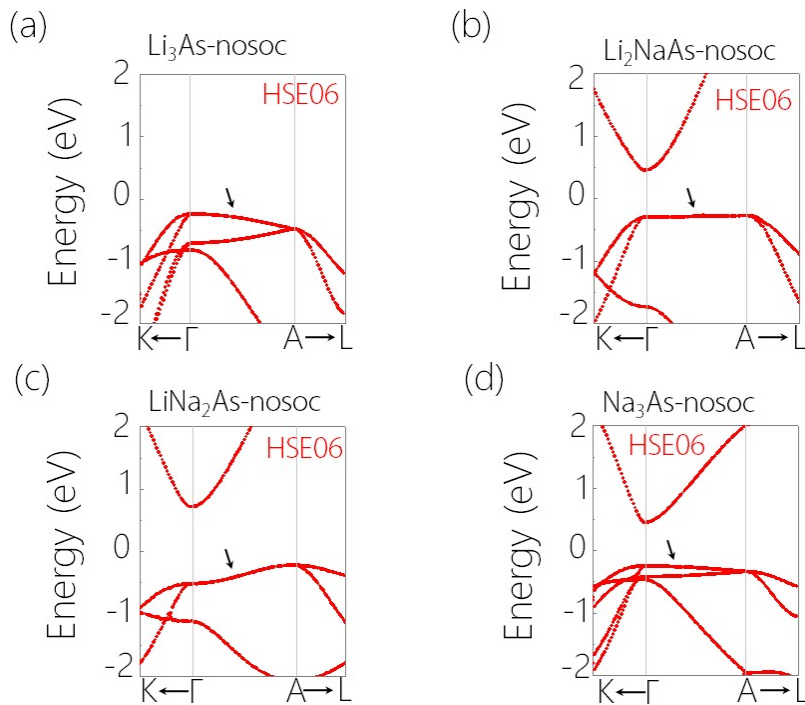 (a)
Li₃As-nosoc
HSE06
Energy (eV)
2
1
0
-1
-2
K←Γ A→L
(b)
Li₂NaAs-nosoc
HSE06
Energy (eV)
2
1
0
-1
-2
K←Γ A→L
(c)
LiNa₂As-nosoc
HSE06
Energy (eV)
2
1
0
-1
-2
K←Γ A→L
(d)
Na₃As-nosoc
HSE06
Energy (eV)
2
1
0
-1
-2
K←Γ A→L